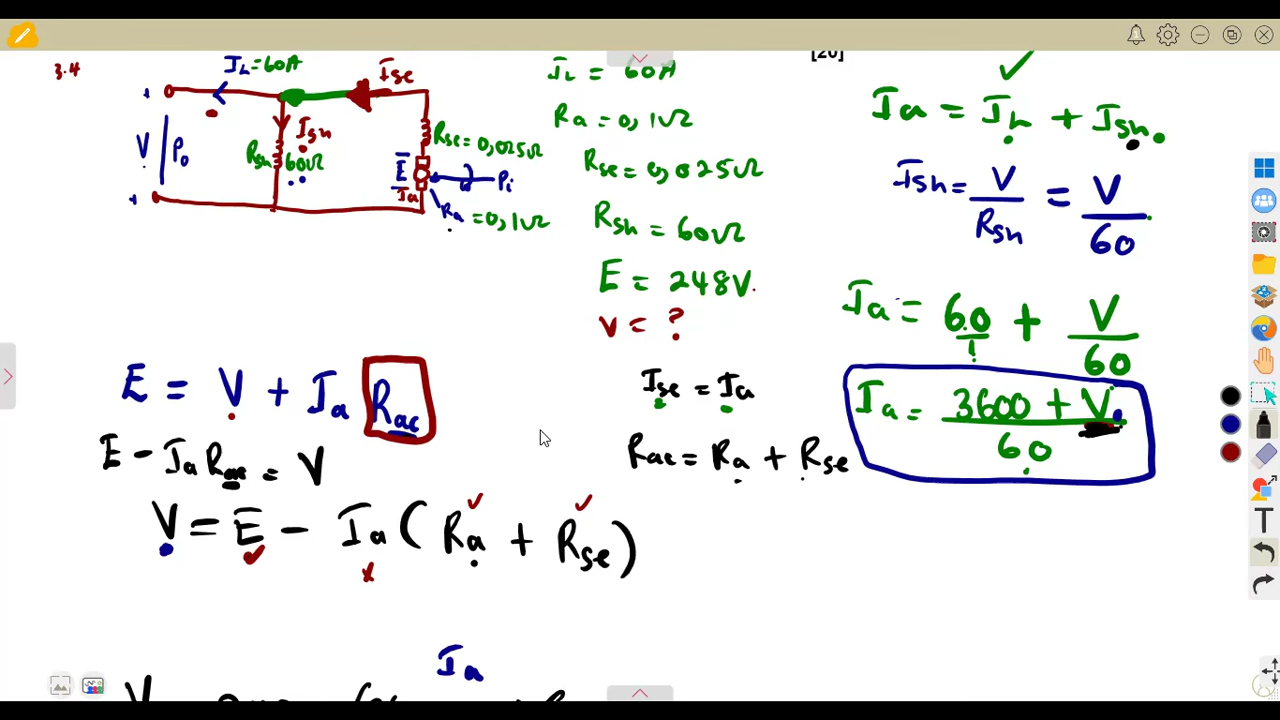 [20]
3.4
IL = 60A
Ise
+
V
Po
Ish
Rsh 60Ω
Rse = 0,025Ω
E
Ia
Pi
Ra = 0,1Ω
+
IL = 60A
Ra = 0,1Ω
Rse = 0,025Ω
Rsh = 60Ω
E = 248V.
V = ?
Ise = Ia
Rac = Ra + Rse
✓
Ia = IL + Ish
Ish = V/Rsh = V/60
Ia = 60/1 + V/60
Ia = 3600 + V/60
E = V + Ia Rac
E - Ia Rac = V
V = E - Ia (Ra + Rse)
Ia